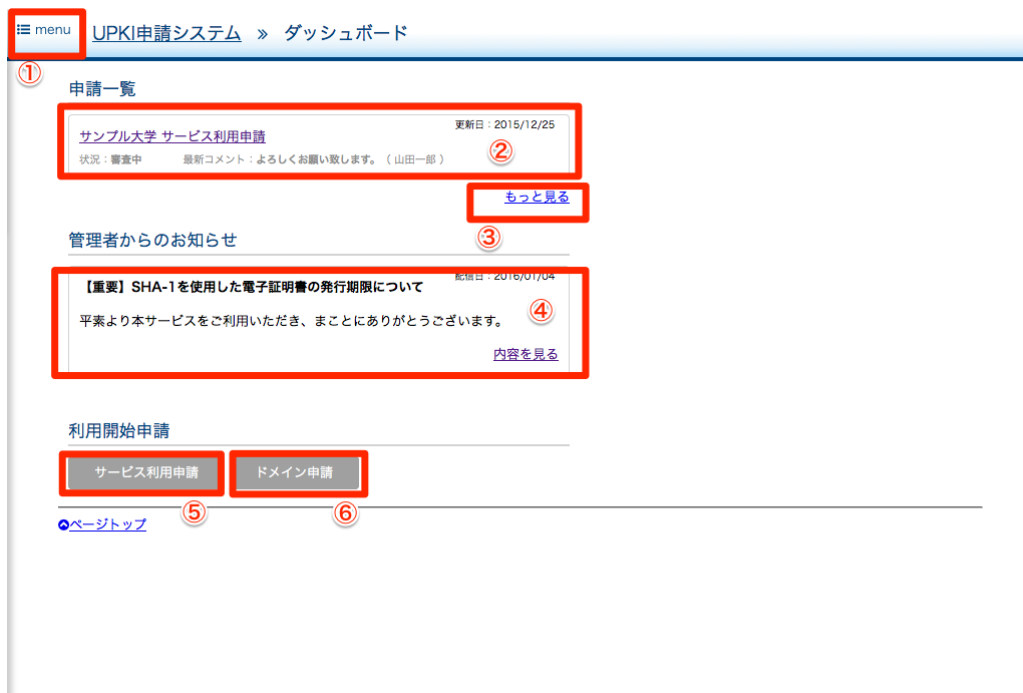 menu UPKI申請システム » ダッシュボード
①
申請一覧
更新日：2015/12/25
サンプル大学 サービス利用申請
②
状況：審査中 最新コメント：よろしくお願い致します。（ 山田一郎 ）
もっと見る
③
管理者からのお知らせ
配信日：2016/01/04
【重要】SHA-1を使用した電子証明書の発行期限について
④
平素より本サービスをご利用いただき、まことにありがとうございます。
内容を見る
利用開始申請
サービス利用申請 ドメイン申請
⑤ ⑥
ページトップ